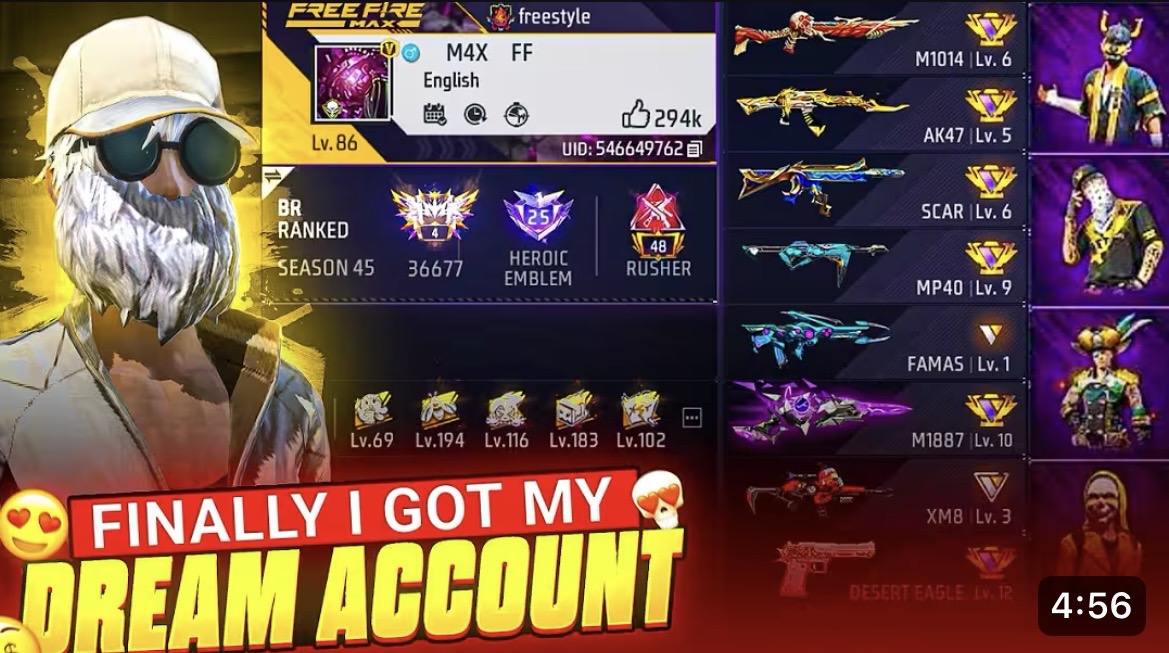 FREE FIRE
MAX
freestyle
V
M4X FF
English
294k
Lv. 86
UID: 546649762
BR
RANKED
SEASON 45
4
36677
25
HEROIC
EMBLEM
48
RUSHER
Lv.69
Lv.194
Lv.116
Lv.183
Lv.102
M1014 | Lv. 6
AK47 | Lv. 5
SCAR | Lv. 6
MP40 | Lv. 9
FAMAS | Lv. 1
M1887 | Lv. 10
XM8 | Lv. 3
DESERT EAGLE Lv. 12
FINALLY I GOT MY
DREAM ACCOUNT
4:56